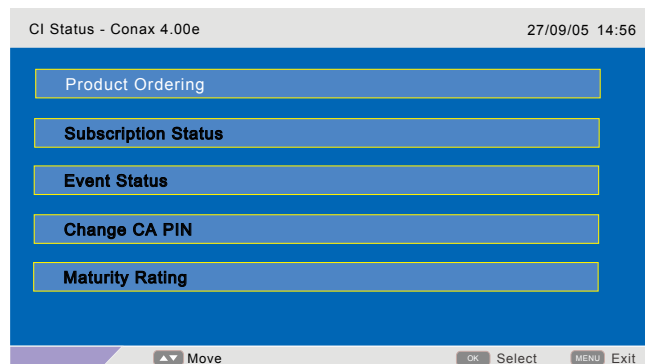 CI Status - Conax 4.00e 27/09/05 14:56
Product Ordering
Subscription Status
Event Status
Change CA PIN
Maturity Rating
▲▼ Move OK Select MENU Exit